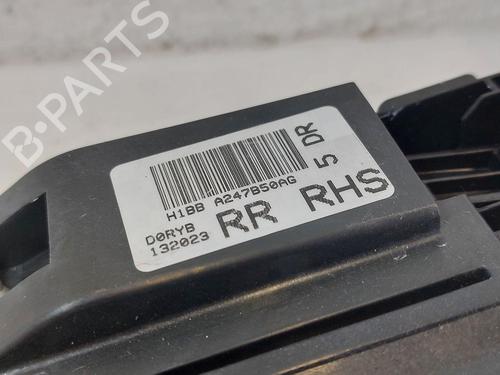 B-PARTS
5 DR
H1BB A247B50AG
D0RYB
132023
RR RHS